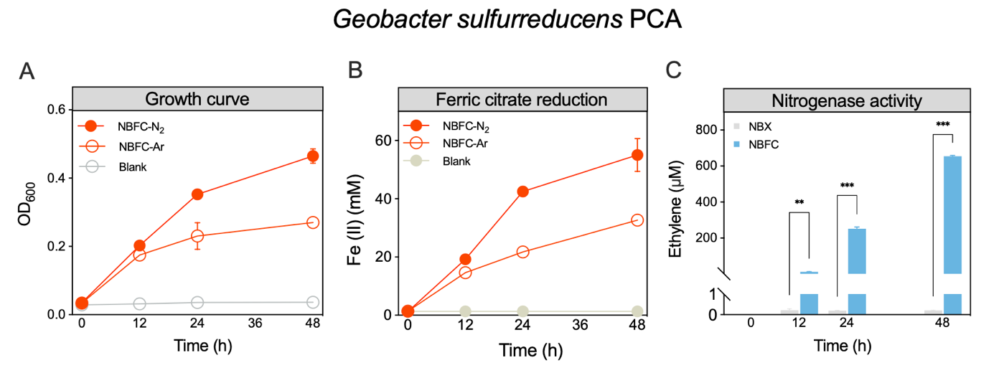 Geobacter sulfurreducens PCA
A
Growth curve
0.6
0.4
0.2
0.0
OD600
NBFC-N2
NBFC-Ar
Blank
0 12 24 36 48
Time (h)
B
Ferric citrate reduction
60
40
20
0
Fe (II) (mM)
NBFC-N2
NBFC-Ar
Blank
0 12 24 36 48
Time (h)
C
Nitrogenase activity
800
600
400
200
1
0
Ethylene (µM)
NBX
NBFC
**
***
***
0 12 24 48
Time (h)